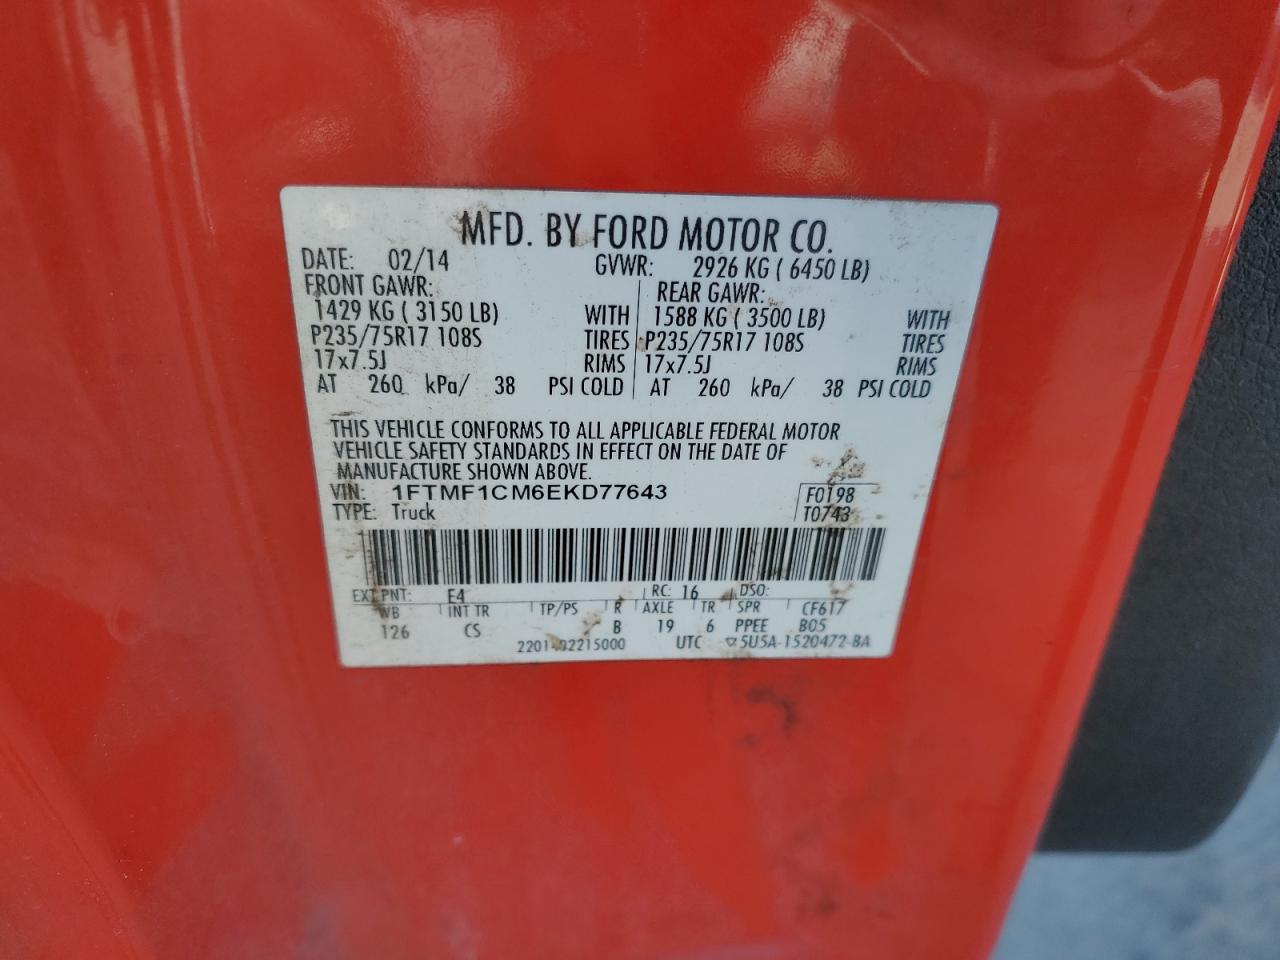 MFD. BY FORD MOTOR CO.
DATE: 02/14 GVWR: 2926 KG ( 6450 LB)
FRONT GAWR: REAR GAWR:
1429 KG ( 3150 LB) WITH 1588 KG ( 3500 LB) WITH
P235/75R17 108S TIRES P235/75R17 108S TIRES
17x7.5J RIMS 17x7.5J RIMS
AT 260 kPa/ 38 PSI COLD AT 260 kPa/ 38 PSI COLD
THIS VEHICLE CONFORMS TO ALL APPLICABLE FEDERAL MOTOR
VEHICLE SAFETY STANDARDS IN EFFECT ON THE DATE OF
MANUFACTURE SHOWN ABOVE.
VIN: 1FTMF1CM6EKD77643 F0198
TYPE: Truck T0743
EXT PNT: E4 RC: 16 DSO:
WB INT TR TP/PS R AXLE TR SPR CF617
126 CS B 19 6 PPEE B05
UTC 5U5A-1520472-BA